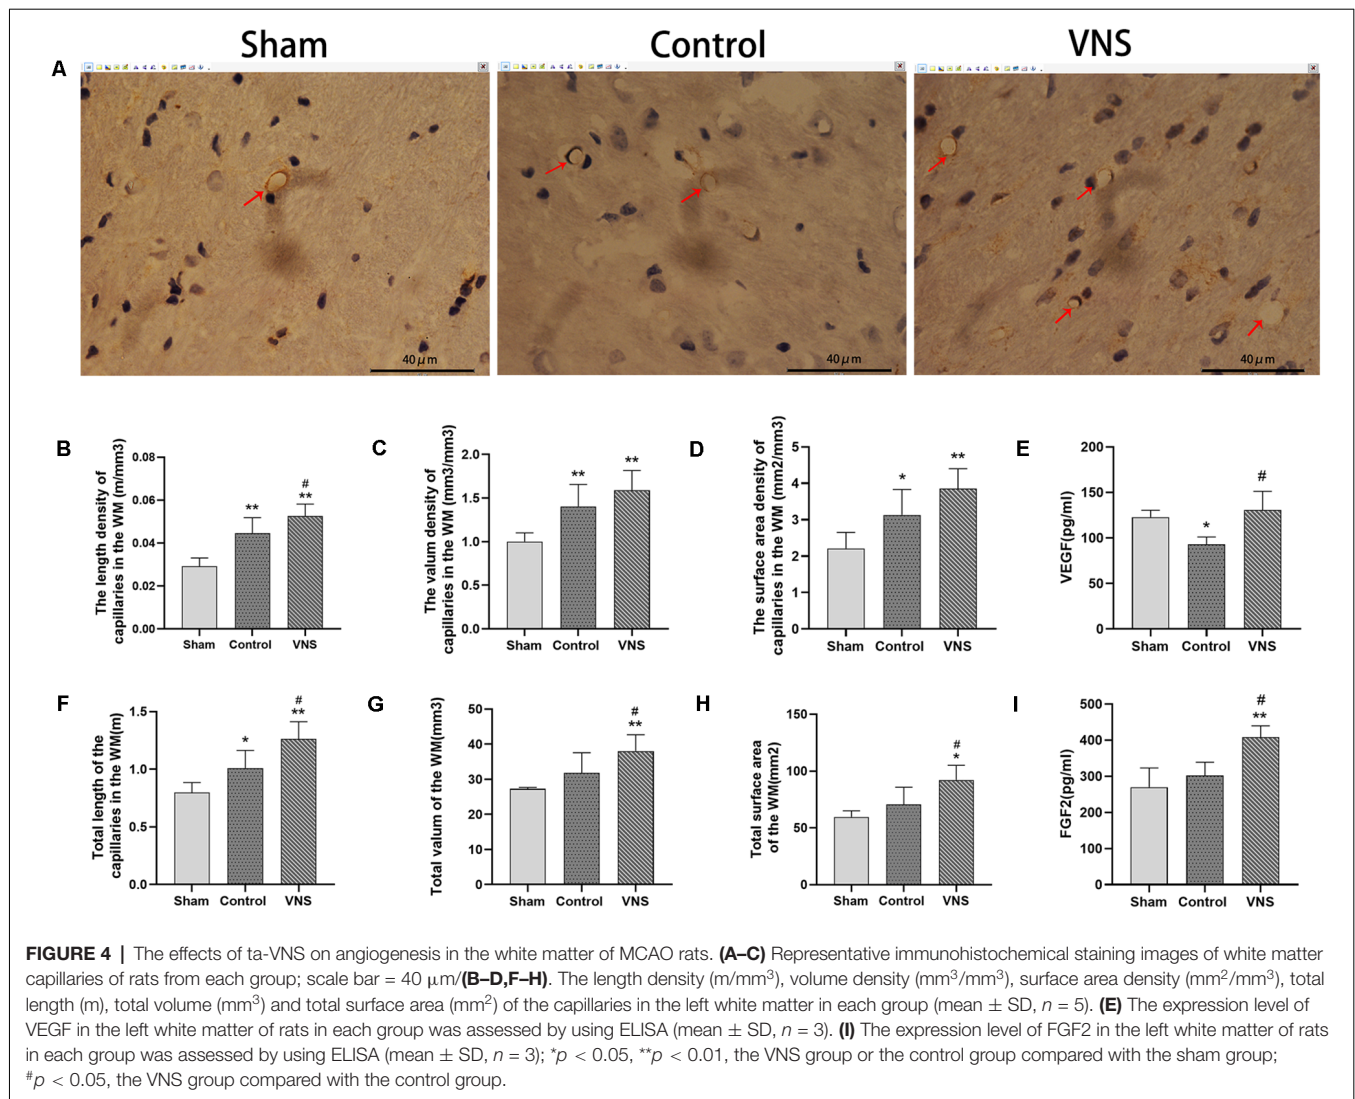 Sham
Control
VNS
A
40 μm
40 μm
40 μm
B
The length density of
capillaries in the WM (m/mm3)
0.08
0.06
0.04
0.02
0.00
**
#
**
Sham Control VNS
C
The valum density of
capillaries in the WM (mm3/mm3)
2.0
1.5
1.0
0.5
0.0
**
**
Sham Control VNS
D
The surface area density of
capillaries in the WM (mm2/mm3)
5
4
3
2
1
0
*
**
Sham Control VNS
E
VEGF(pg/ml)
200
150
100
50
0
*
#
Sham Control VNS
F
Total length of the
capillaries in the WM(m)
1.5
1.0
0.5
0.0
*
#
**
Sham Control VNS
G
Total valum of the WM(mm3)
50
40
30
20
10
0
#
**
Sham Control VNS
H
Total surface area
of the WM(mm2)
150
100
50
0
#
*
Sham Control VNS
I
FGF2(pg/ml)
500
400
300
200
100
0
#
**
Sham Control VNS
FIGURE 4 | The effects of ta-VNS on angiogenesis in the white matter of MCAO rats. (A–C) Representative immunohistochemical staining images of white matter
capillaries of rats from each group; scale bar = 40 μm/(B–D,F–H). The length density (m/mm³), volume density (mm³/mm³), surface area density (mm²/mm³), total
length (m), total volume (mm³) and total surface area (mm²) of the capillaries in the left white matter in each group (mean ± SD, n = 5). (E) The expression level of
VEGF in the left white matter of rats in each group was assessed by using ELISA (mean ± SD, n = 3). (I) The expression level of FGF2 in the left white matter of rats
in each group was assessed by using ELISA (mean ± SD, n = 3); *p < 0.05, **p < 0.01, the VNS group or the control group compared with the sham group;
#p < 0.05, the VNS group compared with the control group.